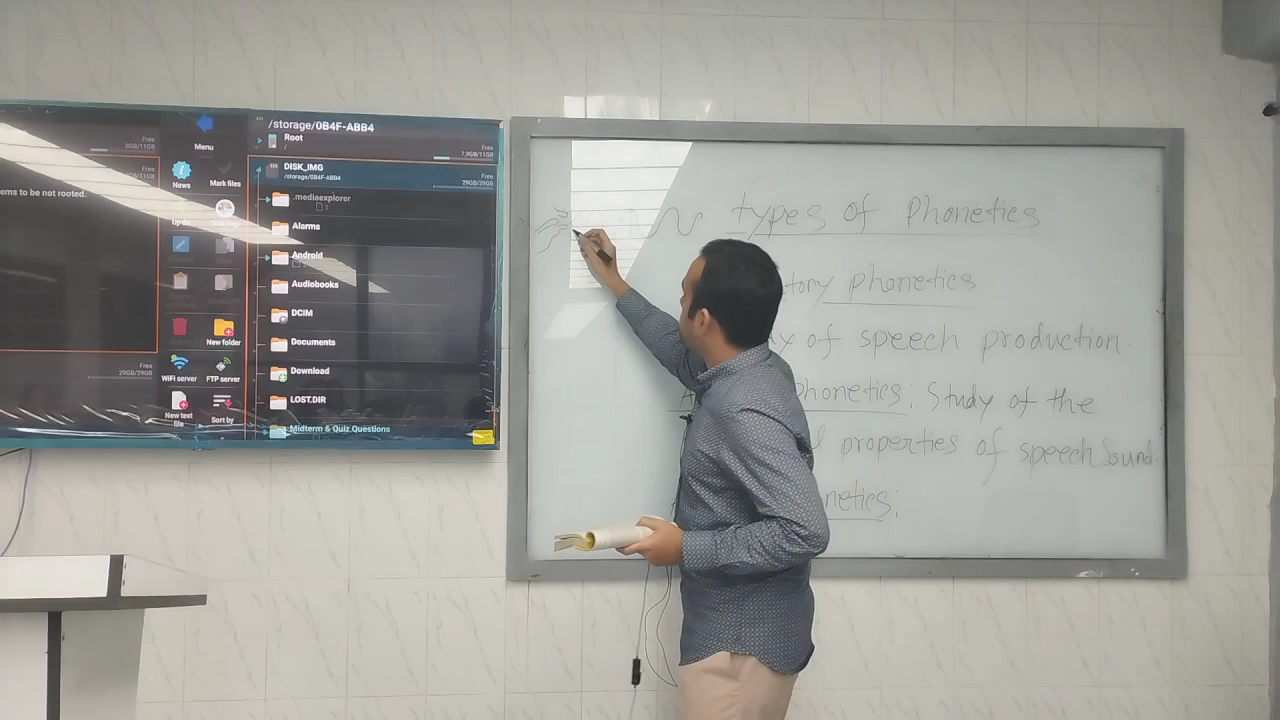 /storage/0B4F-ABB4
Root
/
Free
7.9GB/11GB
DISK_IMG
/storage/0B4F-ABB4
Free
29GB/29GB
.mediaexplorer
3
Alarms
Android
Audiobooks
DCIM
Documents
Download
LOST.DIR
Midterm & Quiz Questions
Menu
News
Mark files
New folder
WiFi server
FTP server
New text file
Sort by
Free
Free
ems to be not rooted.
Free
29GB/29GB
types of Phonetics
tory phonetics
y of speech production.
phonetics: Study of the
l properties of speech Sound.
netics: